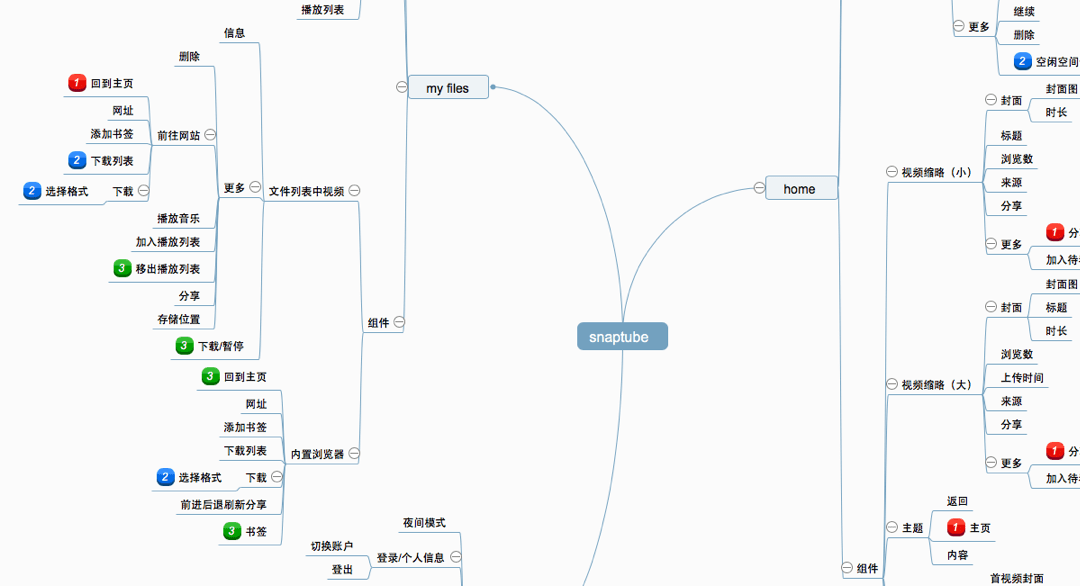 播放列表
信息
删除
1 回到主页
网址
添加书签
前往网站
2 下载列表
2 选择格式
下载
更多
文件列表中视频
播放音乐
加入播放列表
3 移出播放列表
分享
存储位置
3 下载/暂停
组件
3 回到主页
网址
添加书签
下载列表
内置浏览器
2 选择格式
下载
前进后退刷新分享
3 书签
夜间模式
切换账户
登录/个人信息
登出
my files
snaptube
home
继续
更多
删除
2 空闲空间
封面图
封面
时长
标题
浏览数
视频缩略（小）
来源
分享
1 分
更多
加入待
封面图
封面
标题
时长
浏览数
上传时间
视频缩略（大）
来源
分享
1 分
更多
加入待
返回
主题
1 主页
内容
组件
首视频封面